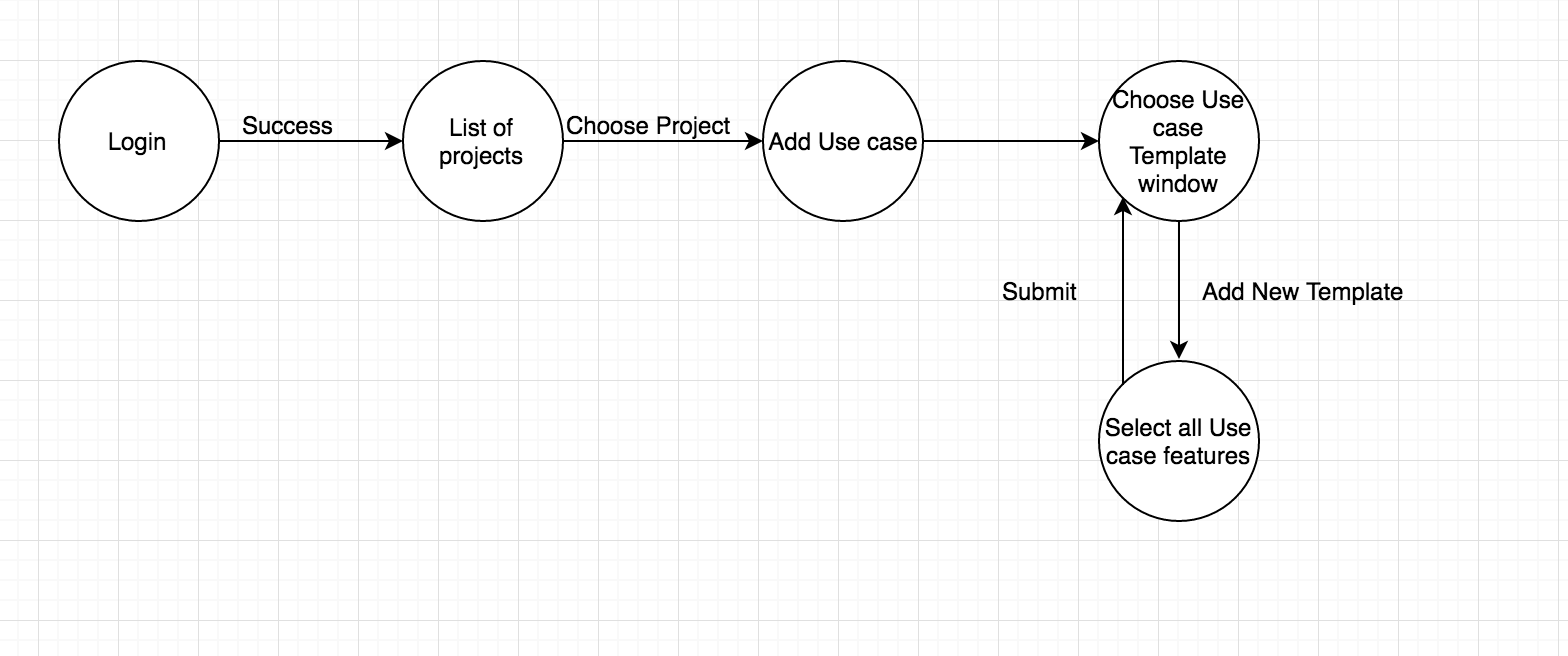 Login
Success
List of
projects
Choose Project
Add Use case
Choose Use
case
Template
window
Submit
Add New Template
Select all Use
case features